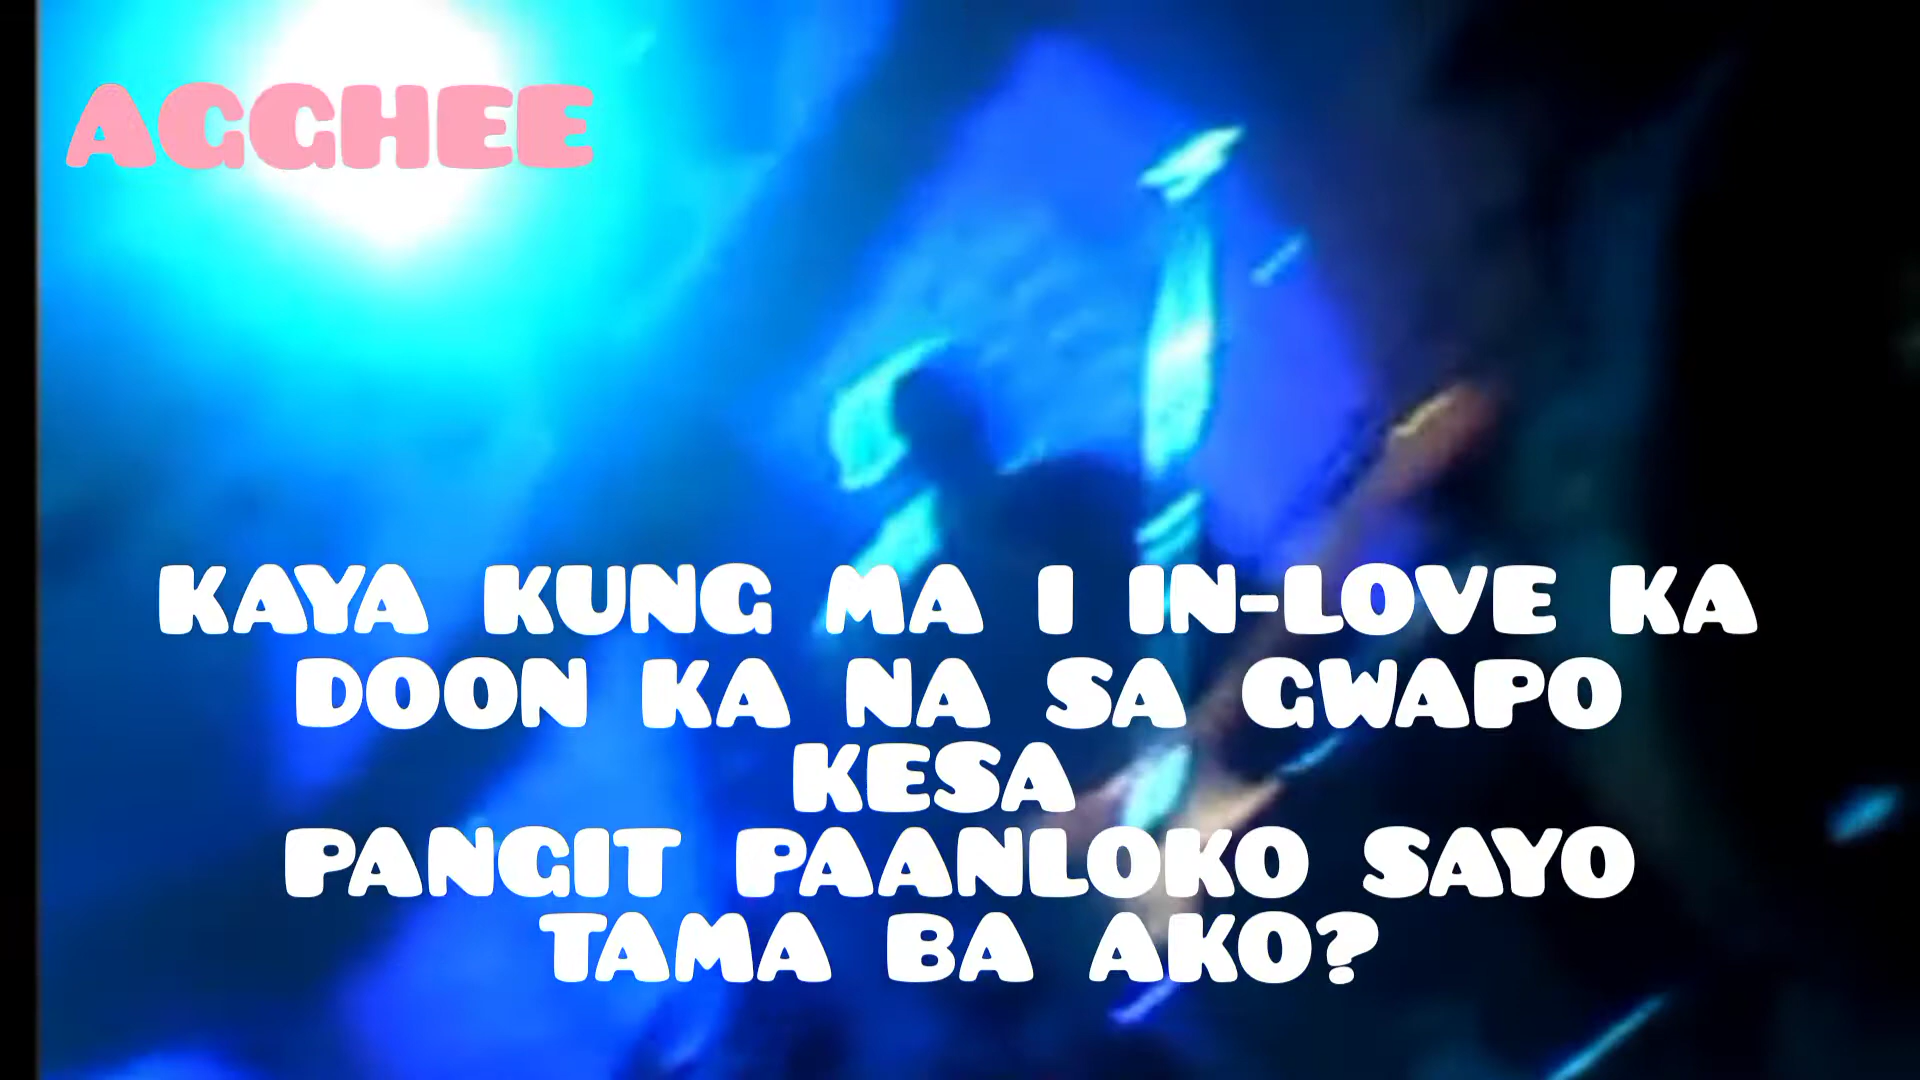 AGGHEE
KAYA KUNG MA I IN-LOVE KA
DOON KA NA SA GWAPO
KESA
PANGIT PAANLOKO SAYO
TAMA BA AKO?